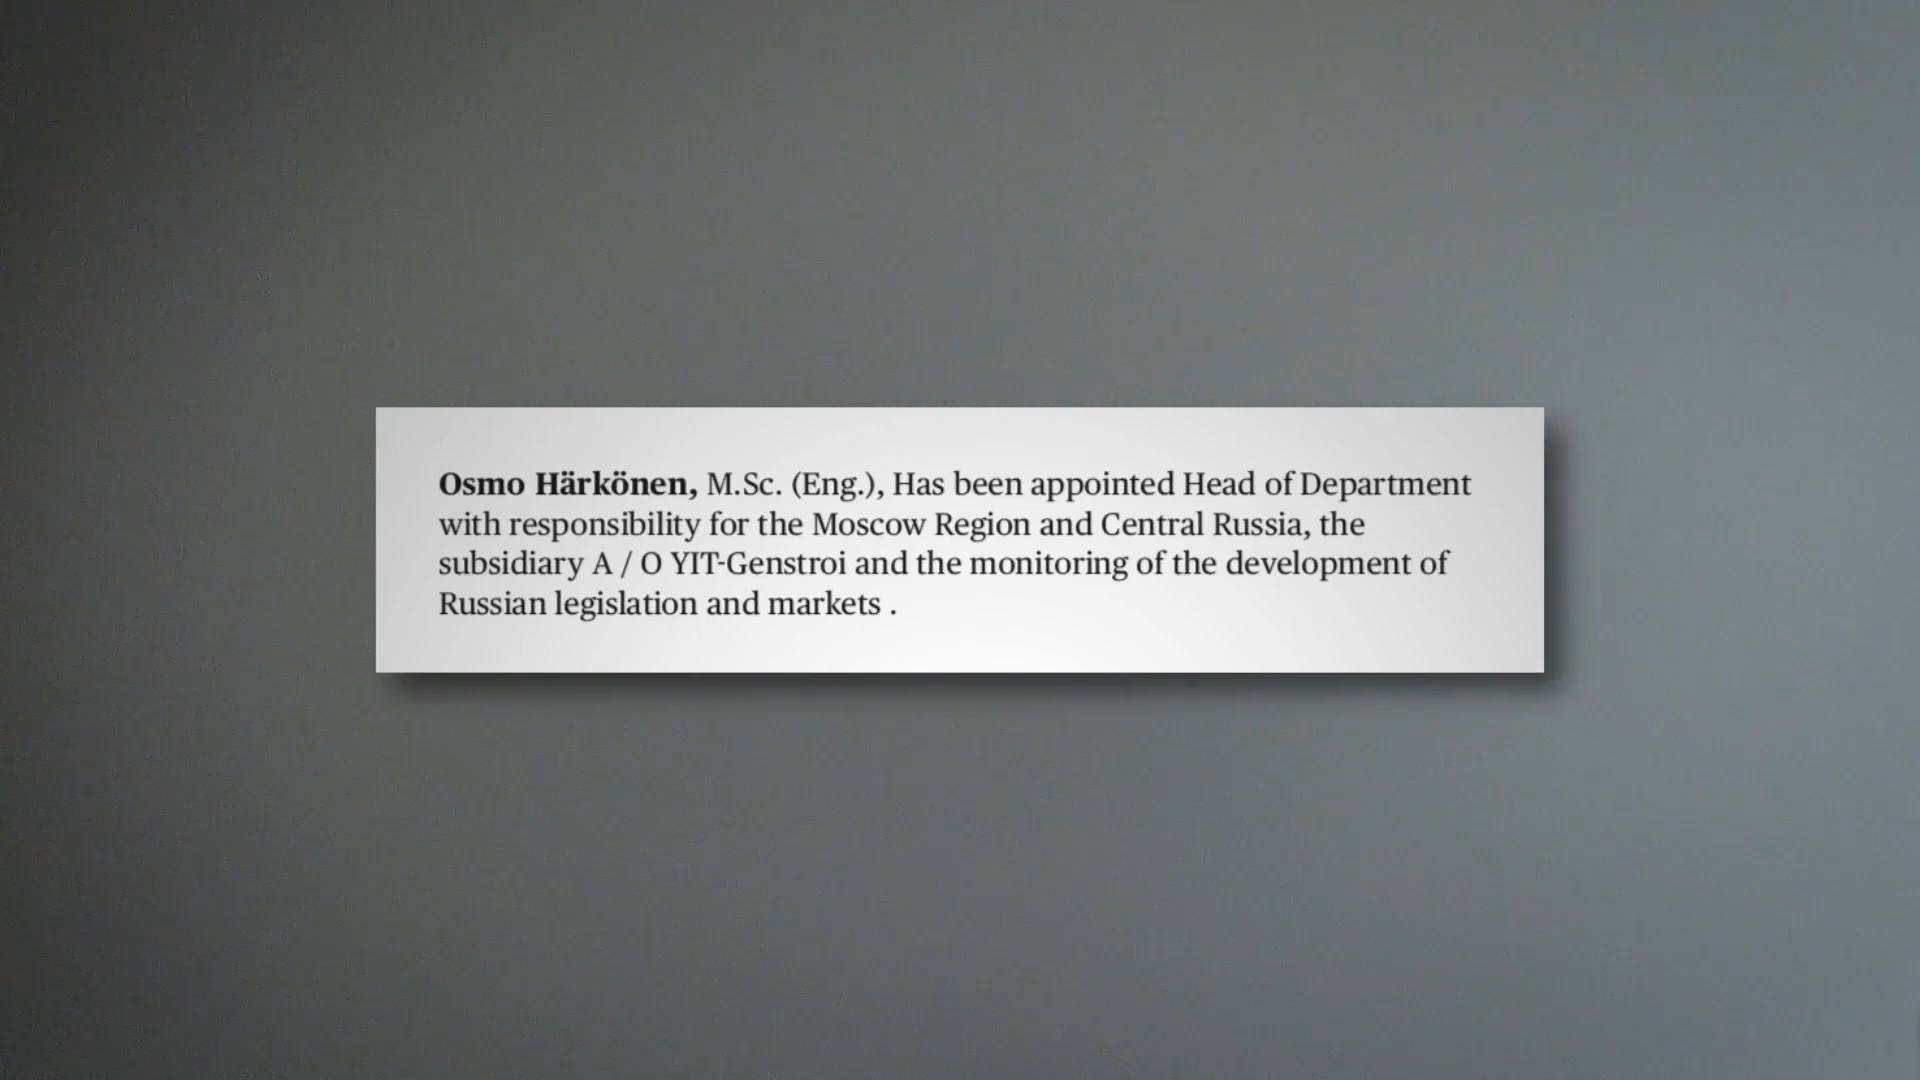 Osmo Härkönen, M.Sc. (Eng.), Has been appointed Head of Department
with responsibility for the Moscow Region and Central Russia, the
subsidiary A / O YIT-Genstroi and the monitoring of the development of
Russian legislation and markets .